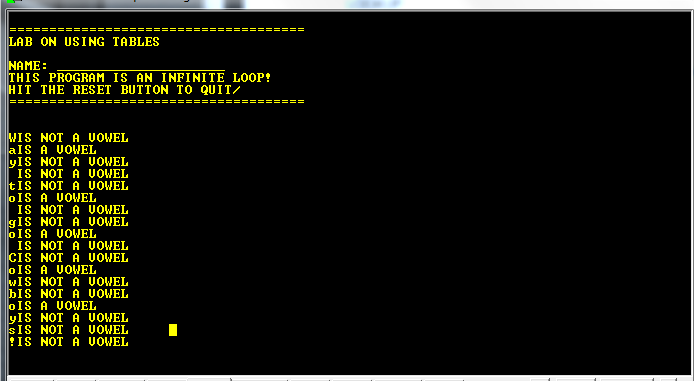 =====================================
LAB ON USING TABLES
NAME: _____________________
THIS PROGRAM IS AN INFINITE LOOP!
HIT THE RESET BUTTON TO QUIT/
=====================================
WIS NOT A VOWEL
aIS A VOWEL
yIS NOT A VOWEL
 IS NOT A VOWEL
tIS NOT A VOWEL
oIS A VOWEL
 IS NOT A VOWEL
gIS NOT A VOWEL
oIS A VOWEL
 IS NOT A VOWEL
CIS NOT A VOWEL
oIS A VOWEL
wIS NOT A VOWEL
bIS NOT A VOWEL
oIS A VOWEL
yIS NOT A VOWEL
sIS NOT A VOWEL
!IS NOT A VOWEL